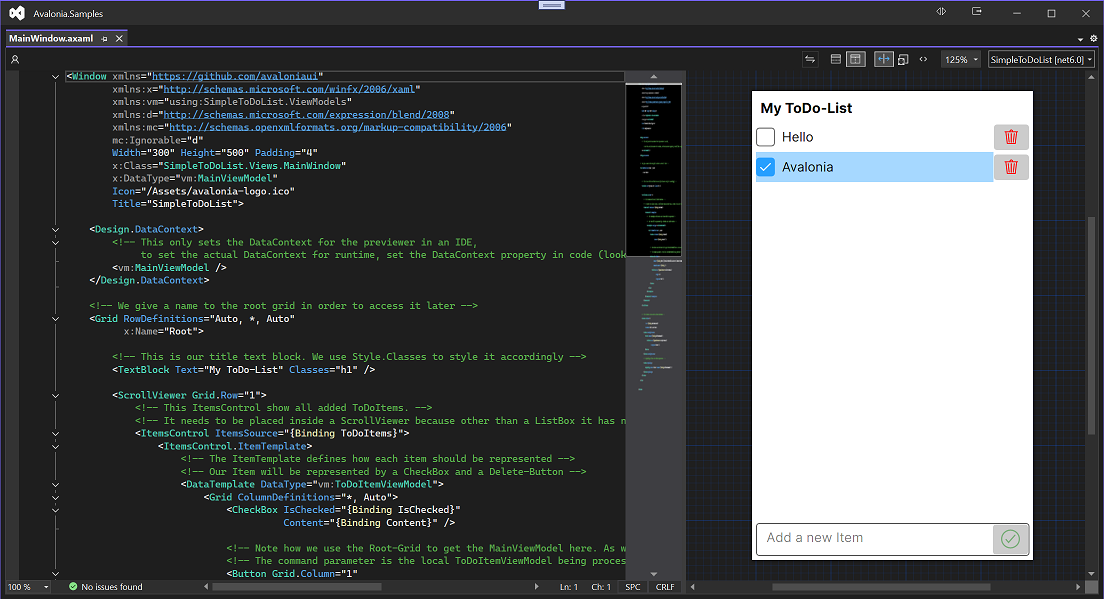 Avalonia.Samples
MainWindow.axaml
125%
SimpleToDoList [net6.0]
<Window xmlns="https://github.com/avaloniaui"
xmlns:x="http://schemas.microsoft.com/winfx/2006/xaml"
xmlns:vm="using:SimpleToDoList.ViewModels"
xmlns:d="http://schemas.microsoft.com/expression/blend/2008"
xmlns:mc="http://schemas.openxmlformats.org/markup-compatibility/2006"
mc:Ignorable="d"
Width="300" Height="500" Padding="4"
x:Class="SimpleToDoList.Views.MainWindow"
x:DataType="vm:MainViewModel"
Icon="/Assets/avalonia-logo.ico"
Title="SimpleToDoList">
<Design.DataContext>
<!-- This only sets the DataContext for the previewer in an IDE,
to set the actual DataContext for runtime, set the DataContext property in code (look
<vm:MainViewModel />
</Design.DataContext>
<!-- We give a name to the root grid in order to access it later -->
<Grid RowDefinitions="Auto, *, Auto"
x:Name="Root">
<!-- This is our title text block. We use Style.Classes to style it accordingly -->
<TextBlock Text="My ToDo-List" Classes="h1" />
<ScrollViewer Grid.Row="1">
<!-- This ItemsControl show all added ToDoItems. -->
<!-- It needs to be placed inside a ScrollViewer because other than a ListBox it has n
<ItemsControl ItemsSource="{Binding ToDoItems}">
<ItemsControl.ItemTemplate>
<!-- The ItemTemplate defines how each item should be represented -->
<!-- Our Item will be represented by a CheckBox and a Delete-Button -->
<DataTemplate DataType="vm:ToDoItemViewModel">
<Grid ColumnDefinitions="*, Auto">
<CheckBox IsChecked="{Binding IsChecked}"
Content="{Binding Content}" />
<!-- Note how we use the Root-Grid to get the MainViewModel here. As w
<!-- The command parameter is the local ToDoItemViewModel being proces
<Button Grid.Column="1"
My ToDo-List
Hello
Avalonia
Add a new Item
100 %
No issues found
Ln: 1
Ch: 1
SPC
CRLF